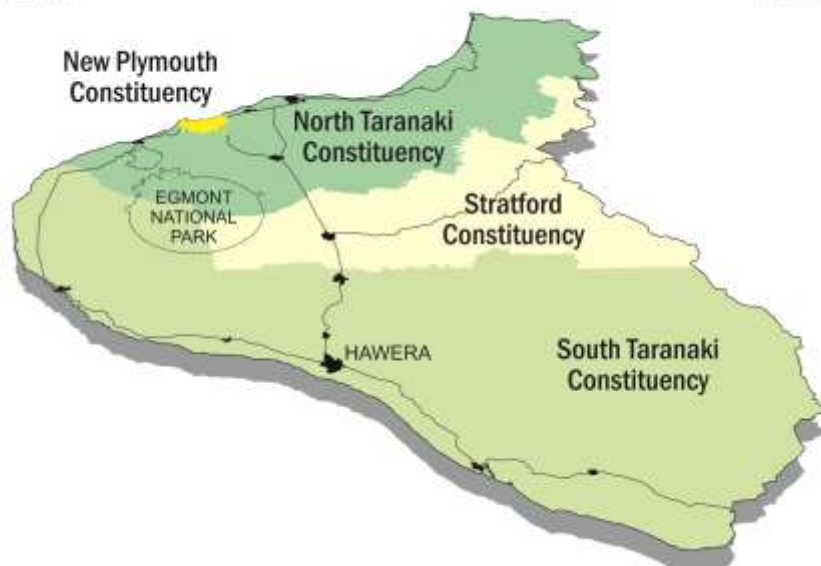 New Plymouth
Constituency
North Taranaki
Constituency
EGMONT
NATIONAL
PARK
Stratford
Constituency
HAWERA
South Taranaki
Constituency